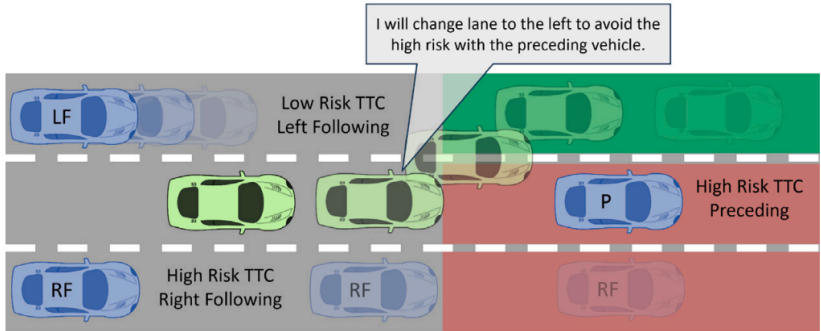 I will change lane to the left to avoid the
high risk with the preceding vehicle.
LF
Low Risk TTC
Left Following
P
High Risk TTC
Preceding
RF
High Risk TTC
Right Following
RF
RF